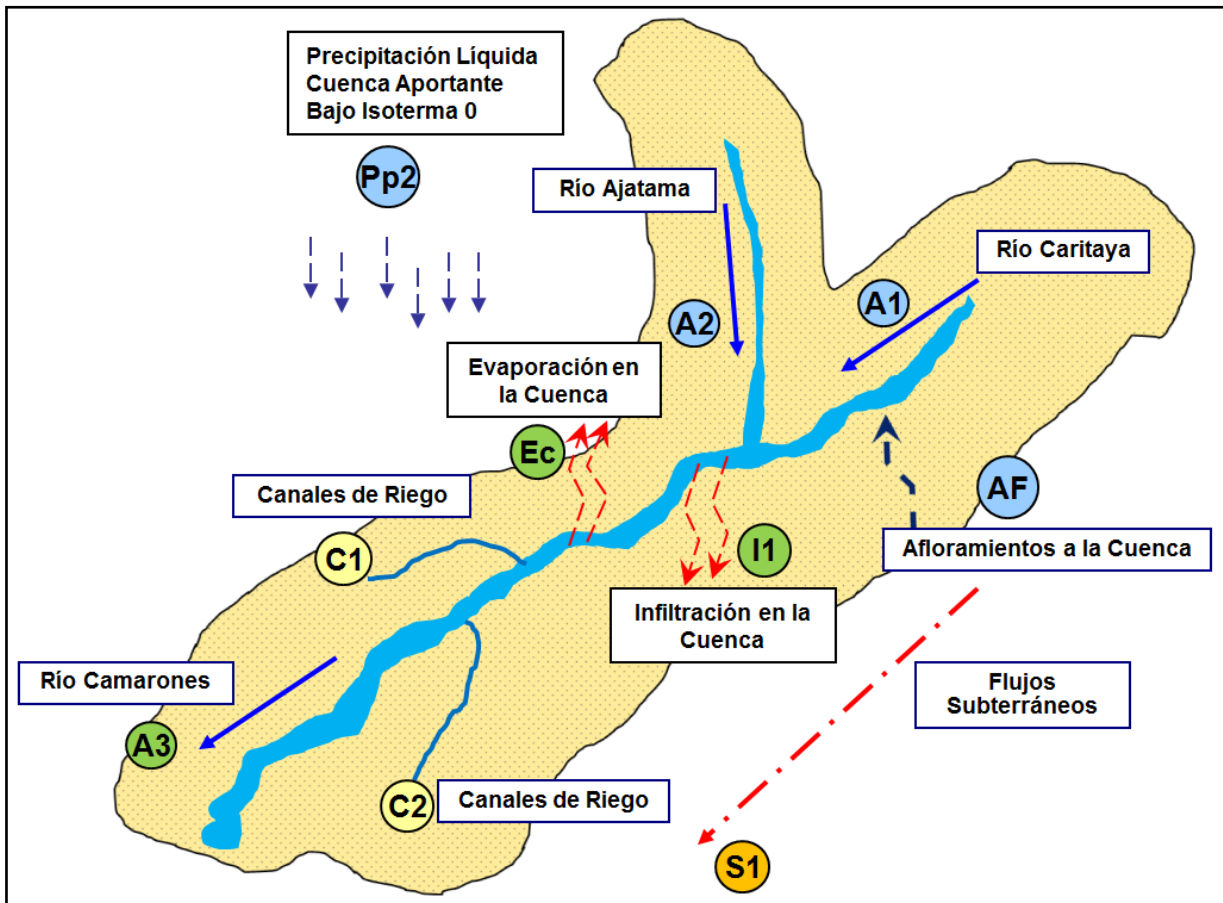 Precipitación Líquida
Cuenca Aportante
Bajo Isoterma 0
Pp2
Río Ajatama
Río Caritaya
A1
A2
Evaporación en
la Cuenca
Ec
Canales de Riego
AF
C1
I1
Afloramientos a la Cuenca
Infiltración en la
Cuenca
Río Camarones
Flujos
Subterráneos
A3
C2
Canales de Riego
S1